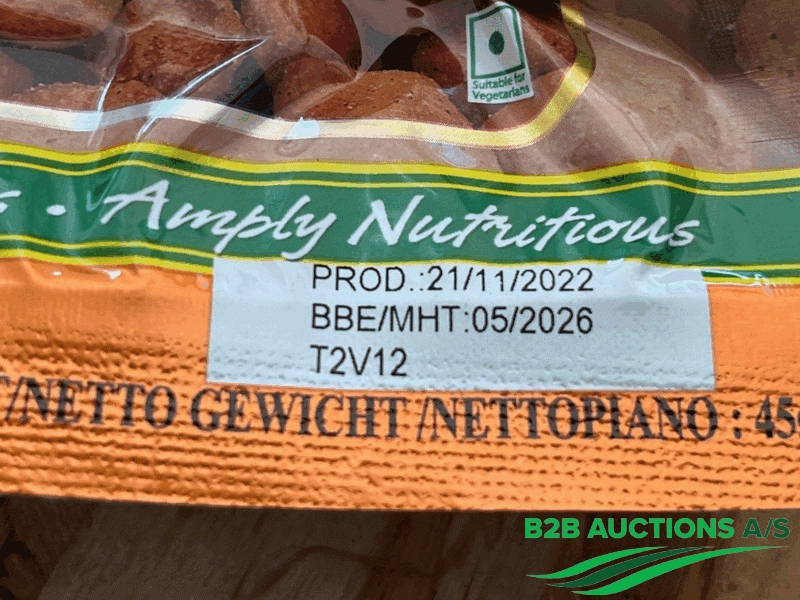 Suitable for
Vegetarians
Amply Nutritious
PROD.:21/11/2022
BBE/MHT:05/2026
T2V12
/NETTO GEWICHT /NETTOPIANO : 45
B2B AUCTIONS A/S